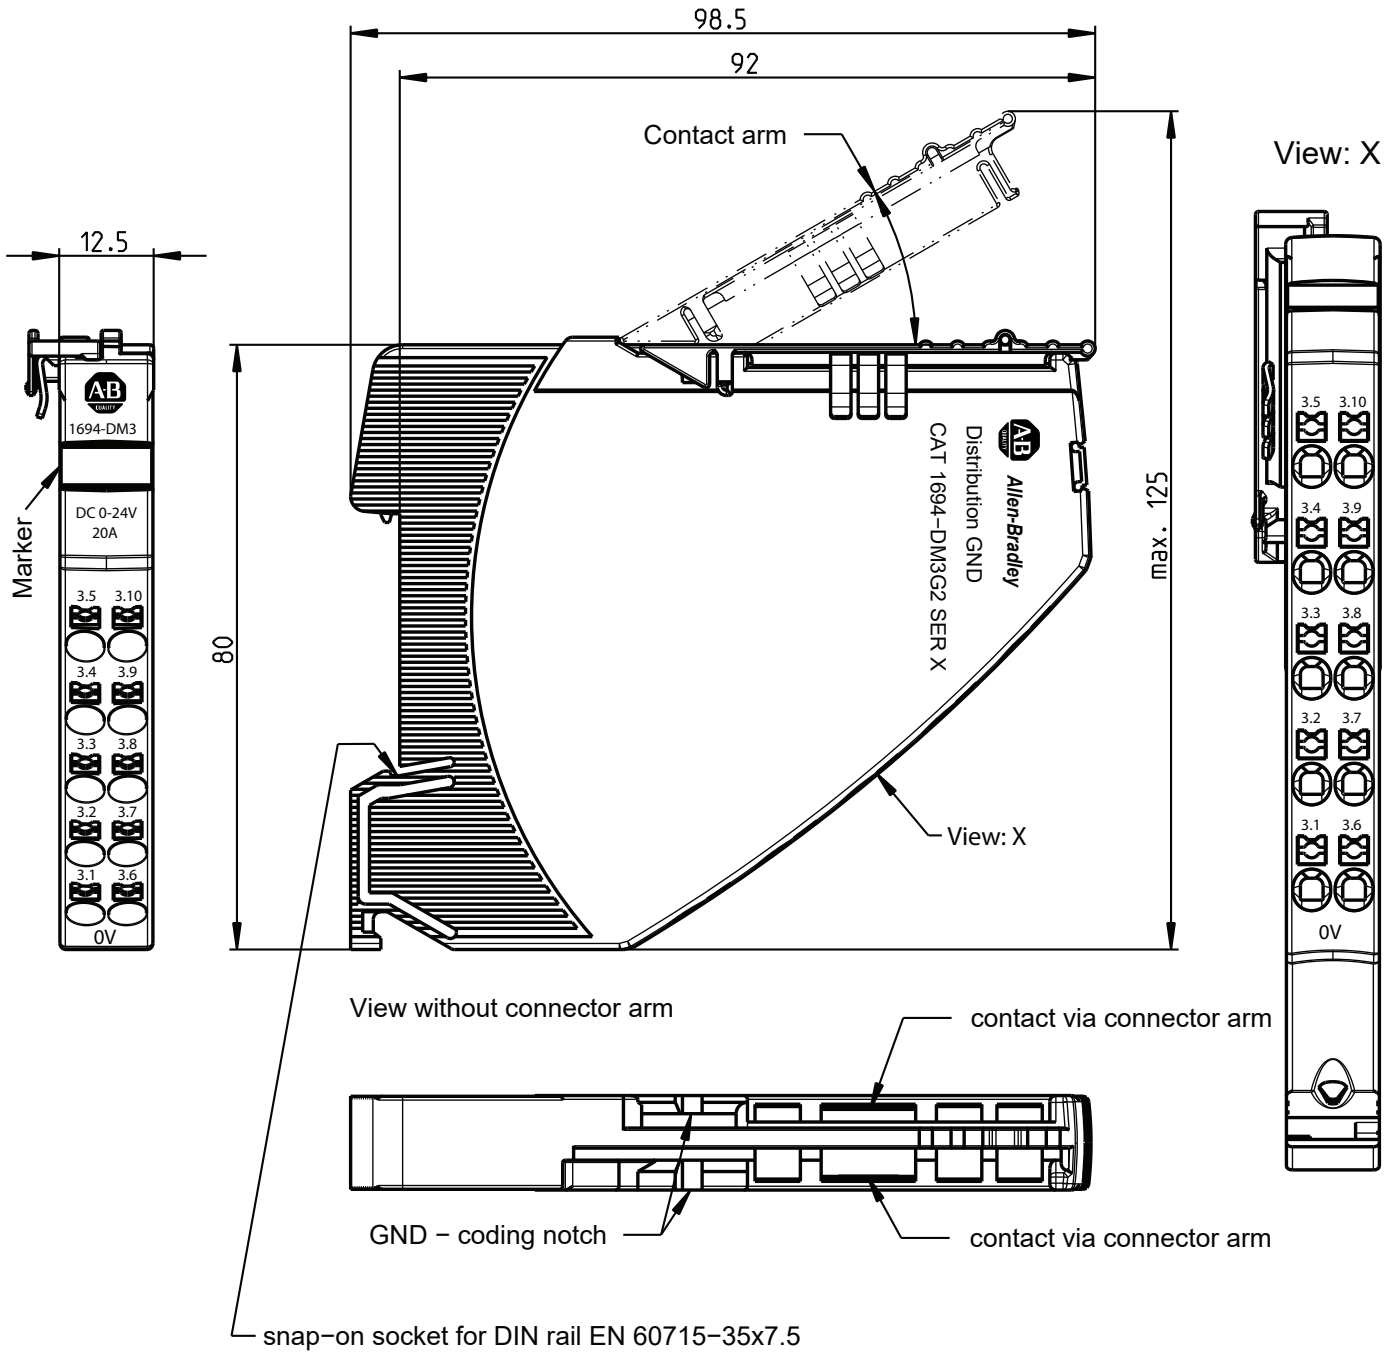 98.5
92
Contact arm
View: X
12.5
A·B
QUALITY
1694-DM3
Marker
DC 0-24V
20A
3.5 3.10
3.4 3.9
3.3 3.8
3.2 3.7
3.1 3.6
0V
80
A·B
QUALITY
Allen-Bradley
Distribution GND
CAT 1694−DM3G2 SER X
max. 125
View: X
3.5 3.10
3.4 3.9
3.3 3.8
3.2 3.7
3.1 3.6
0V
View without connector arm
contact via connector arm
GND − coding notch
contact via connector arm
snap−on socket for DIN rail EN 60715−35x7.5